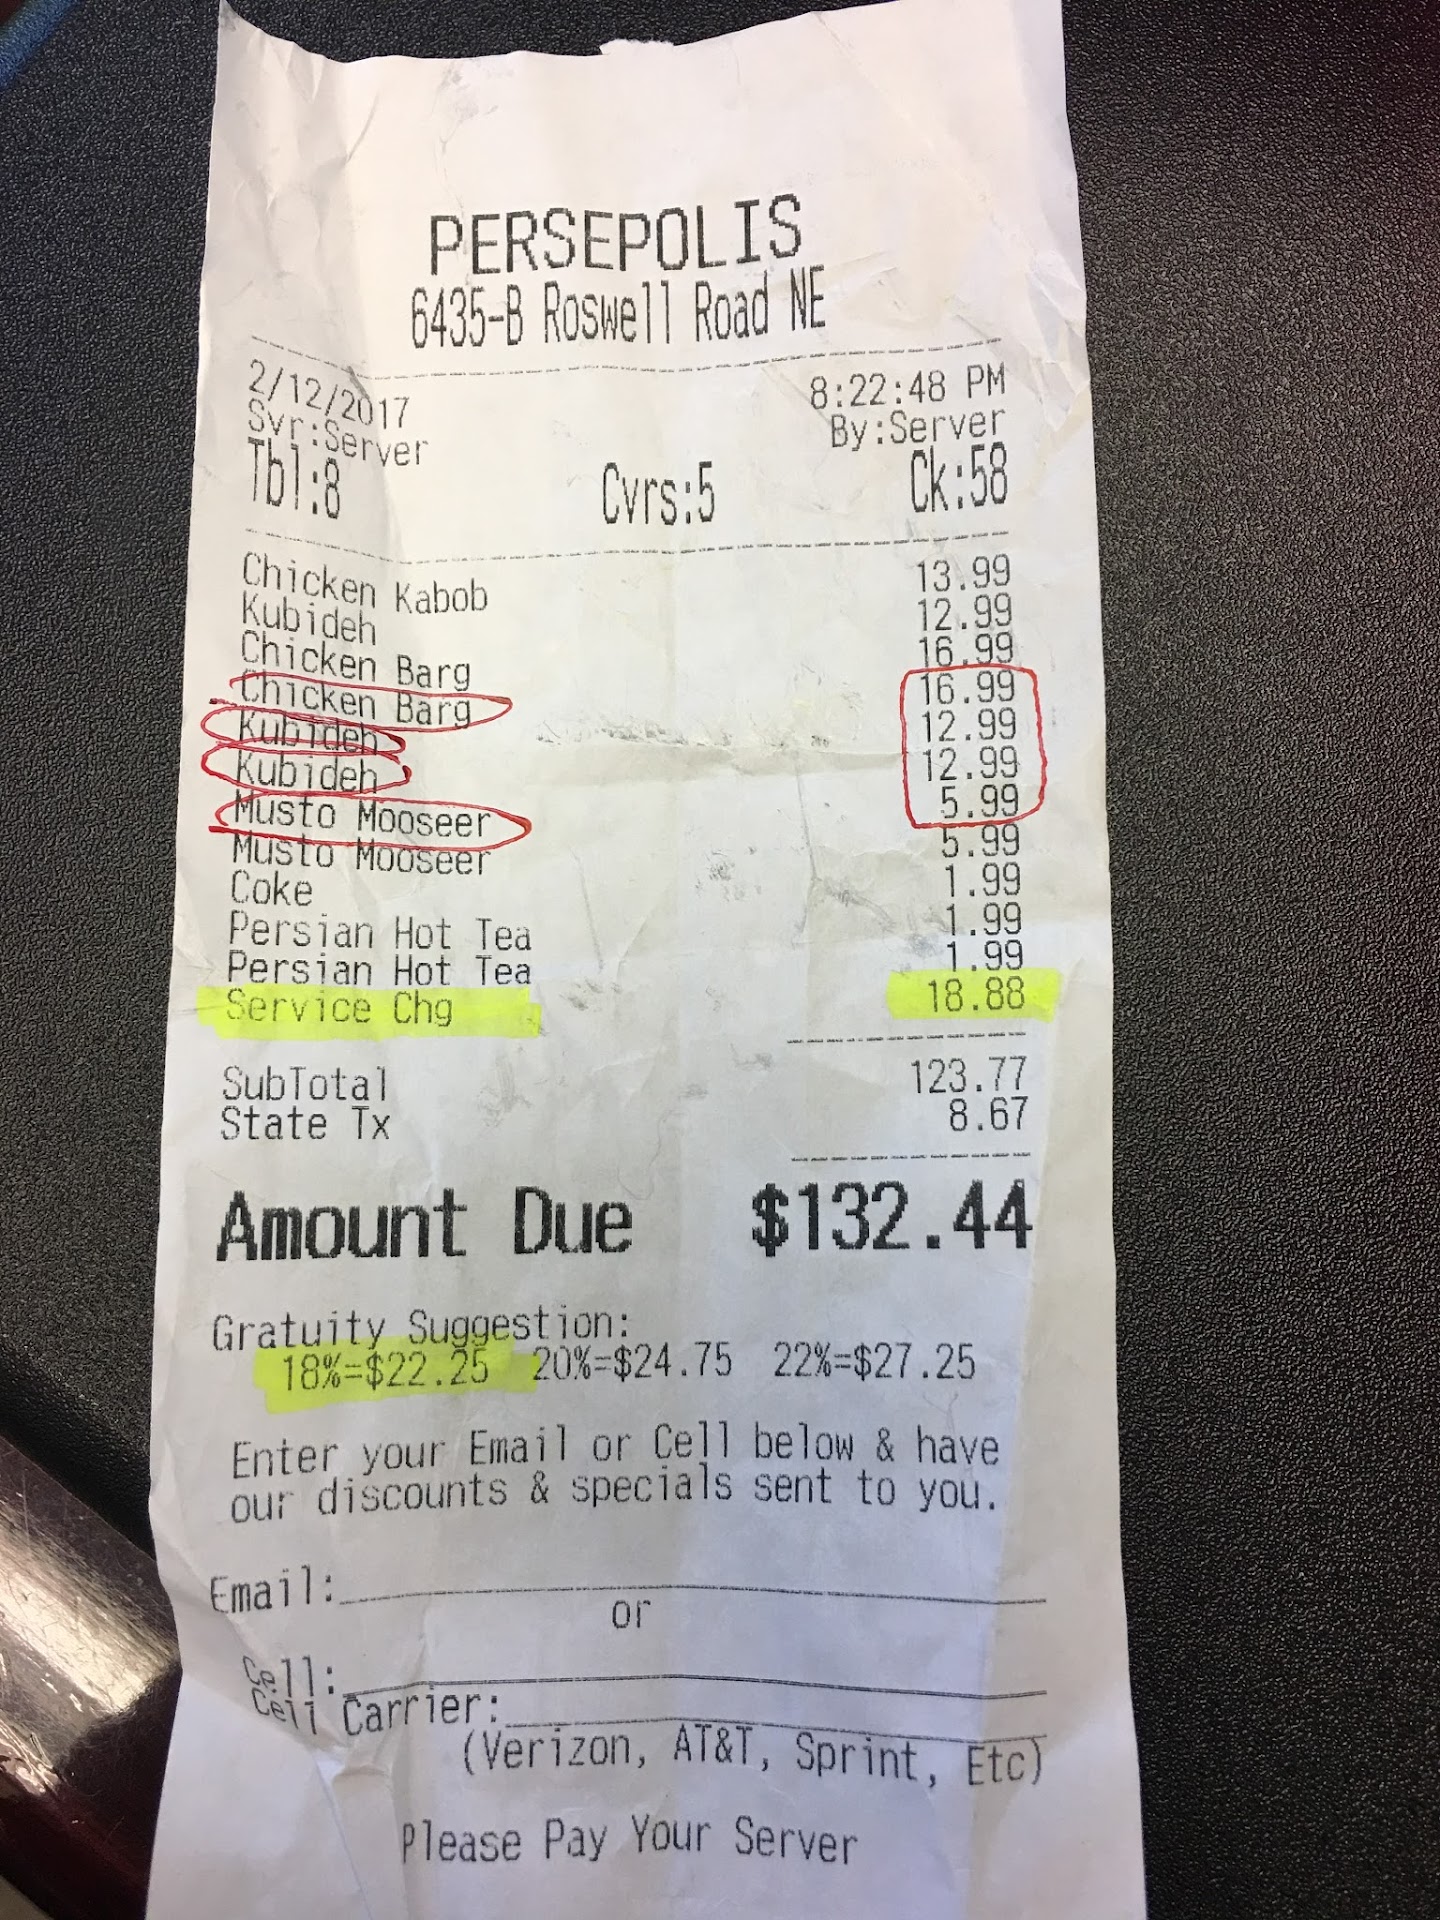 PERSEPOLIS
6435-B Roswell Road NE
2/12/2017 8:22:48 PM
Svr:Server By:Server
Tbl:8 Cvrs:5 Ck:58
Chicken Kabob 13.99
Kubideh 12.99
Chicken Barg 16.99
Chicken Barg 16.99
Kubideh 12.99
Kubideh 12.99
Musto Mooseer 5.99
Musto Mooseer 5.99
Coke 1.99
Persian Hot Tea 1.99
Persian Hot Tea 1.99
Service Chg 18.88
SubTotal 123.77
State Tx 8.67
Amount Due $132.44
Gratuity Suggestion:
18%=$22.25 20%=$24.75 22%=$27.25
Enter your Email or Cell below & have
our discounts & specials sent to you.
Email:
or
Cell:
Cell Carrier:
(Verizon, AT&T, Sprint, Etc)
Please Pay Your Server